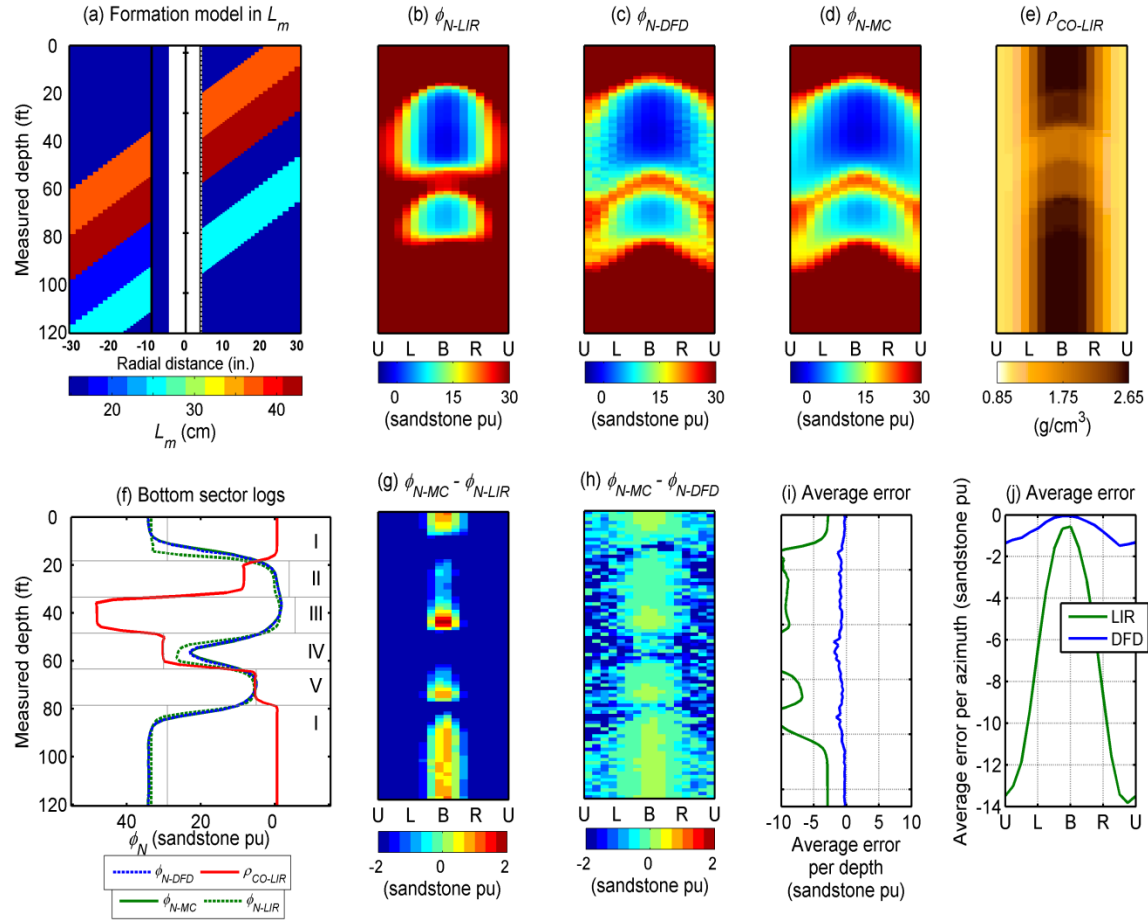 (a) Formation model in L_m
(b) ϕ_N-LIR
(c) ϕ_N-DFD
(d) ϕ_N-MC
(e) ρ_CO-LIR
Measured depth (ft)
0
20
40
60
80
100
120
-30 -20 -10 0 10 20 30
Radial distance (in.)
20 30 40
L_m (cm)
U L B R U
0 15 30
(sandstone pu)
U L B R U
0 15 30
(sandstone pu)
U L B R U
0 15 30
(sandstone pu)
U L B R U
0.85 1.75 2.65
(g/cm³)
(f) Bottom sector logs
(g) ϕ_N-MC - ϕ_N-LIR
(h) ϕ_N-MC - ϕ_N-DFD
(i) Average error
(j) Average error
Measured depth (ft)
0
20
40
60
80
100
120
I
II
III
IV
V
I
40 20 0
ϕ_N (sandstone pu)
ϕ_N-DFD ρ_CO-LIR
ϕ_N-MC ϕ_N-LIR
U L B R U
-2 -1 0 1 2
(sandstone pu)
U L B R U
-2 -1 0 1 2
(sandstone pu)
-10 -5 0 5 10
Average error
per depth
(sandstone pu)
Average error per azimuth (sandstone pu)
0
-2
-4
-6
-8
-10
-12
-14
LIR
DFD
U L B R U